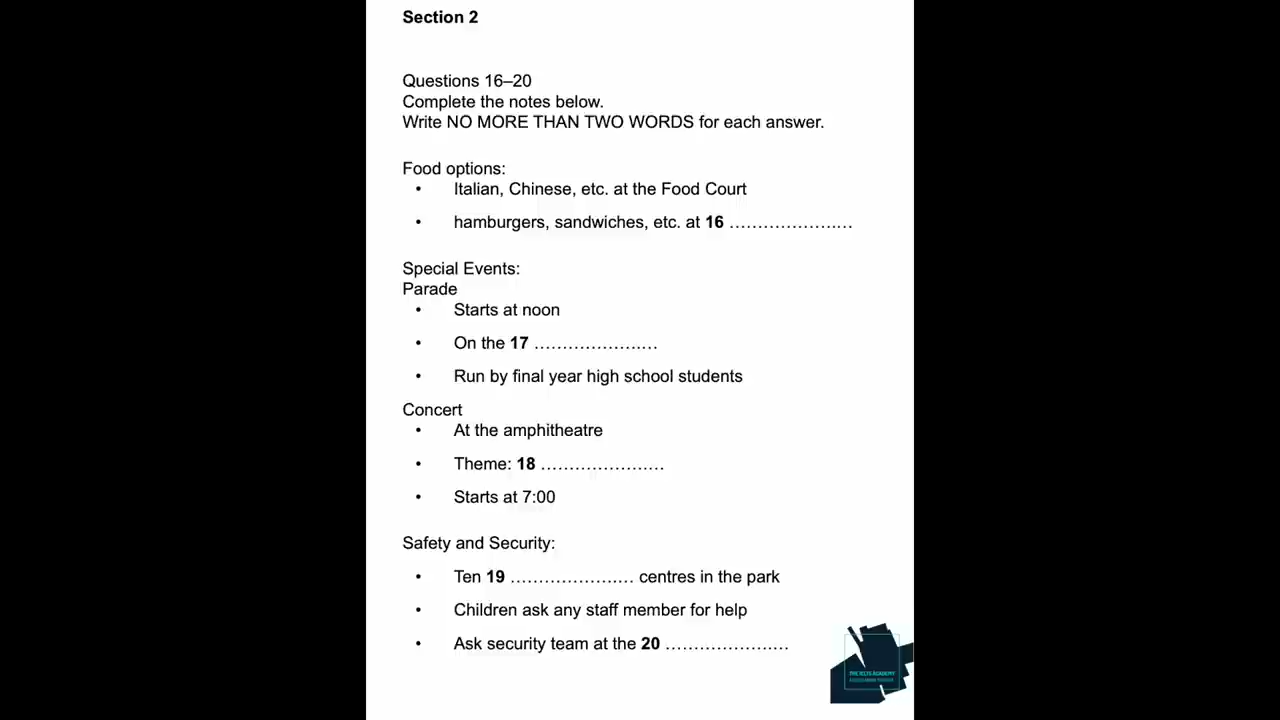 Section 2
Questions 16–20
Complete the notes below.
Write NO MORE THAN TWO WORDS for each answer.
Food options:
• Italian, Chinese, etc. at the Food Court
• hamburgers, sandwiches, etc. at 16 ……………………
Special Events:
Parade
• Starts at noon
• On the 17 ……………………
• Run by final year high school students
Concert
• At the amphitheatre
• Theme: 18 ……………………
• Starts at 7:00
Safety and Security:
• Ten 19 …………………… centres in the park
• Children ask any staff member for help
• Ask security team at the 20 ……………………
THE IELTS ACADEMY